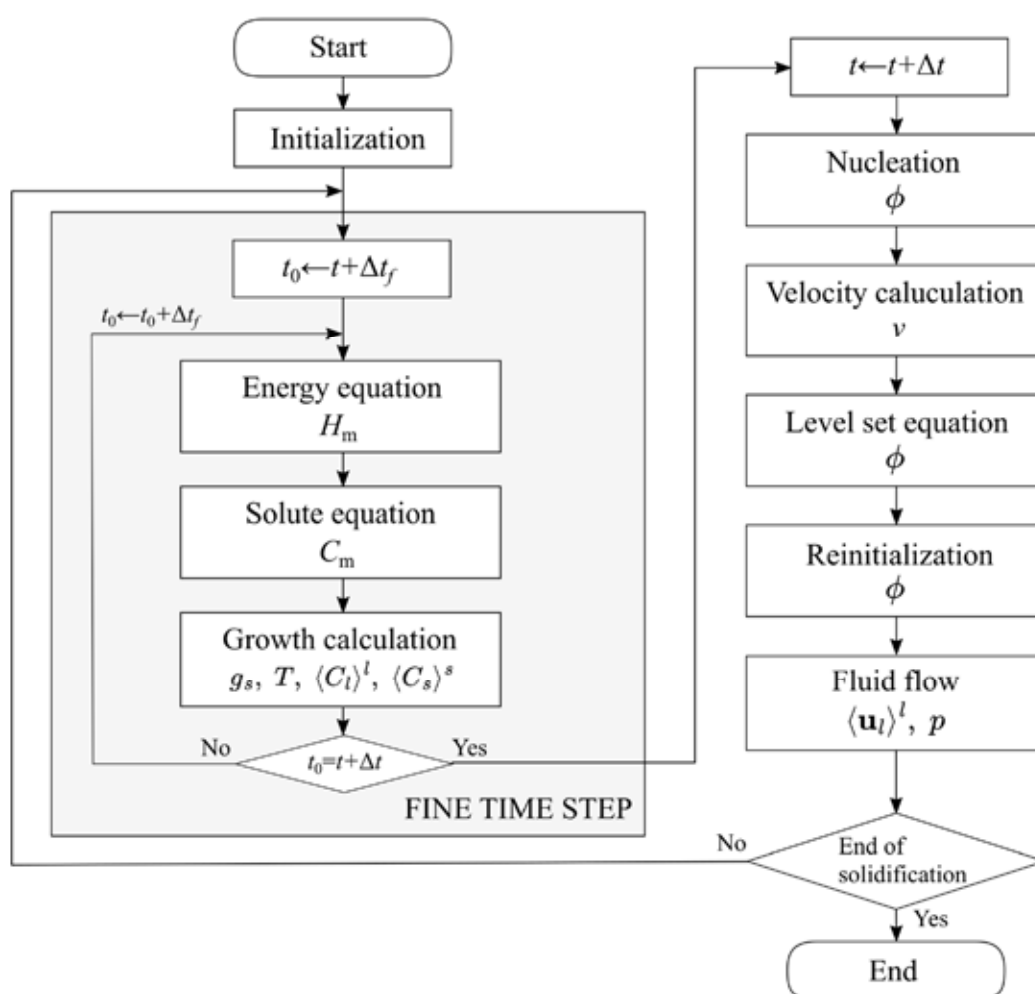 Start
Initialization
t₀←t+Δt_f
t₀←t₀+Δt_f
Energy equation
H_m
Solute equation
C_m
Growth calculation
g_s, T, ⟨C_l⟩^l, ⟨C_s⟩^s
No
t₀=t+Δt
Yes
FINE TIME STEP
t←t+Δt
Nucleation
ϕ
Velocity caluculation
v
Level set equation
ϕ
Reinitialization
ϕ
Fluid flow
⟨𝐮_l⟩^l, p
No
End of
solidification
Yes
End